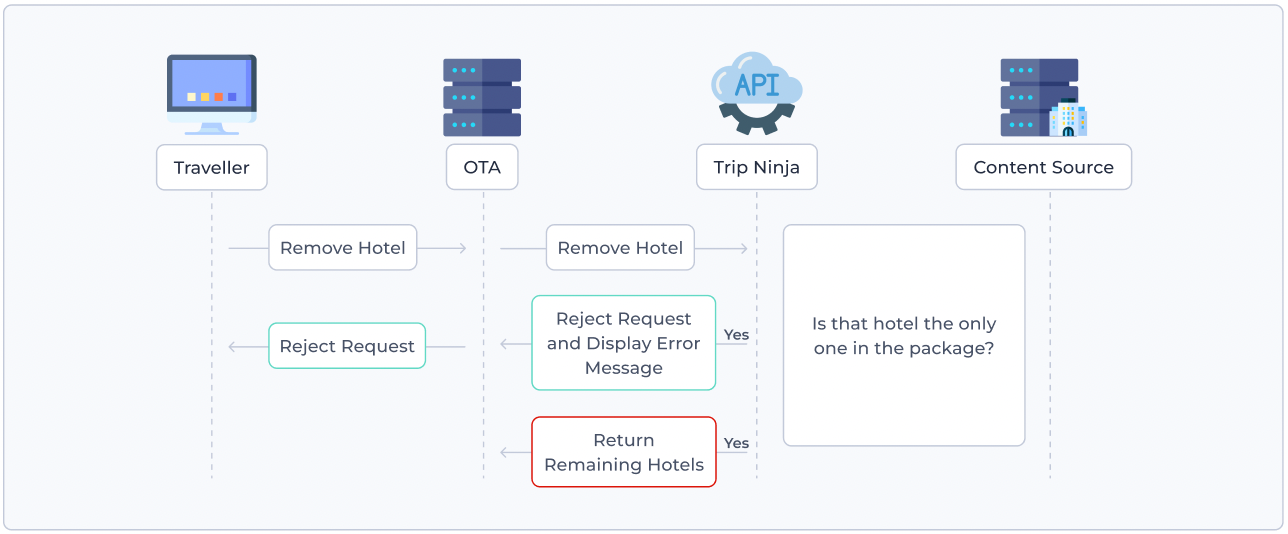 API
Traveller
OTA
Trip Ninja
Content Source
Remove Hotel
Remove Hotel
Reject Request
Reject Request
and Display Error
Message
Yes
Is that hotel the only
one in the package?
Return
Remaining Hotels
Yes